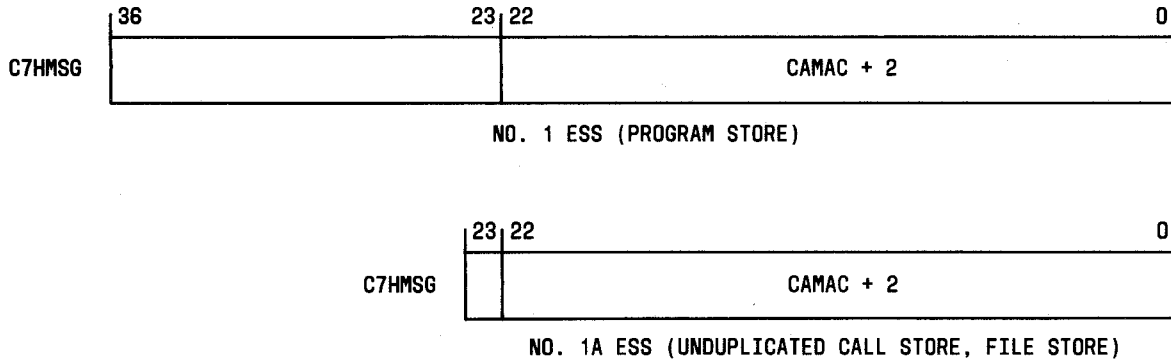 36 23 22 0
C7HMSG CAMAC + 2
NO. 1 ESS (PROGRAM STORE)
23 22 0
C7HMSG CAMAC + 2
NO. 1A ESS (UNDUPLICATED CALL STORE, FILE STORE)